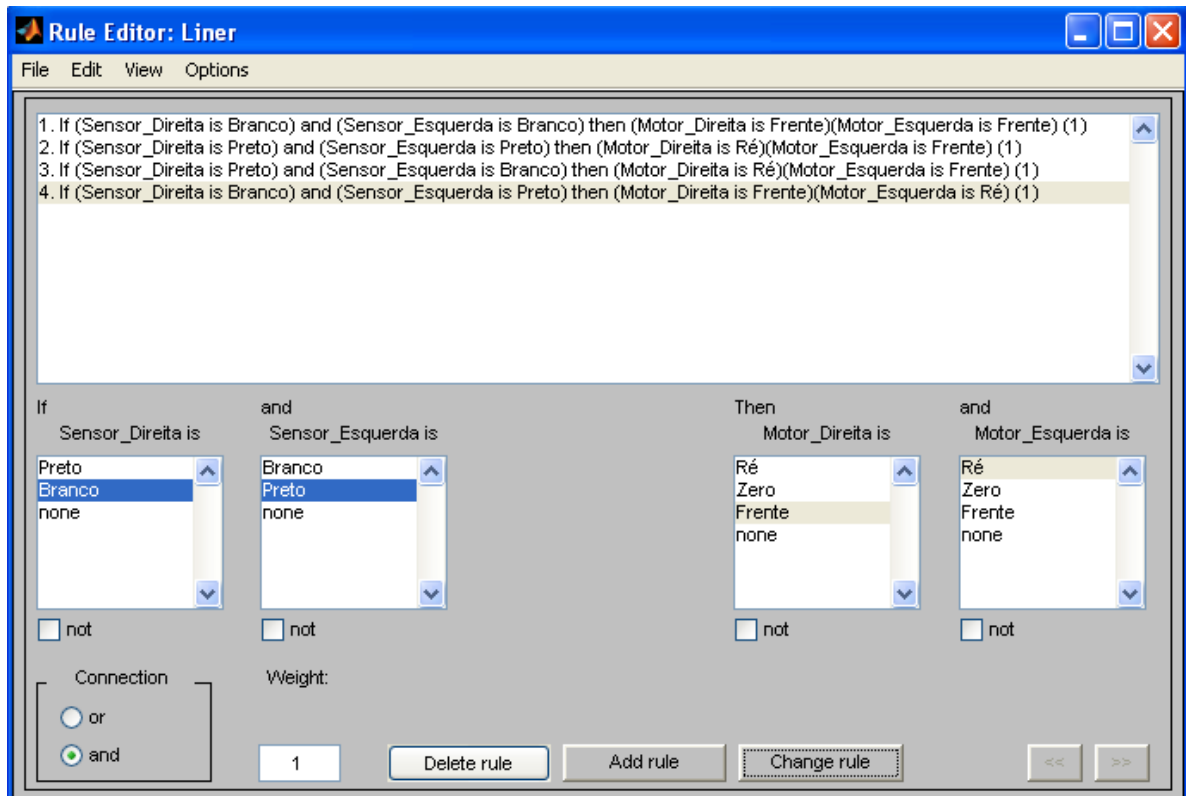 Rule Editor: Liner
File Edit View Options
1. If (Sensor_Direita is Branco) and (Sensor_Esquerda is Branco) then (Motor_Direita is Frente)(Motor_Esquerda is Frente) (1)
2. If (Sensor_Direita is Preto) and (Sensor_Esquerda is Preto) then (Motor_Direita is Ré)(Motor_Esquerda is Frente) (1)
3. If (Sensor_Direita is Preto) and (Sensor_Esquerda is Branco) then (Motor_Direita is Ré)(Motor_Esquerda is Frente) (1)
4. If (Sensor_Direita is Branco) and (Sensor_Esquerda is Preto) then (Motor_Direita is Frente)(Motor_Esquerda is Ré) (1)
If
Sensor_Direita is
Preto
Branco
none
not
and
Sensor_Esquerda is
Branco
Preto
none
not
Then
Motor_Direita is
Ré
Zero
Frente
none
not
and
Motor_Esquerda is
Ré
Zero
Frente
none
not
Connection
or
and
Weight:
1
Delete rule
Add rule
Change rule
<<
>>